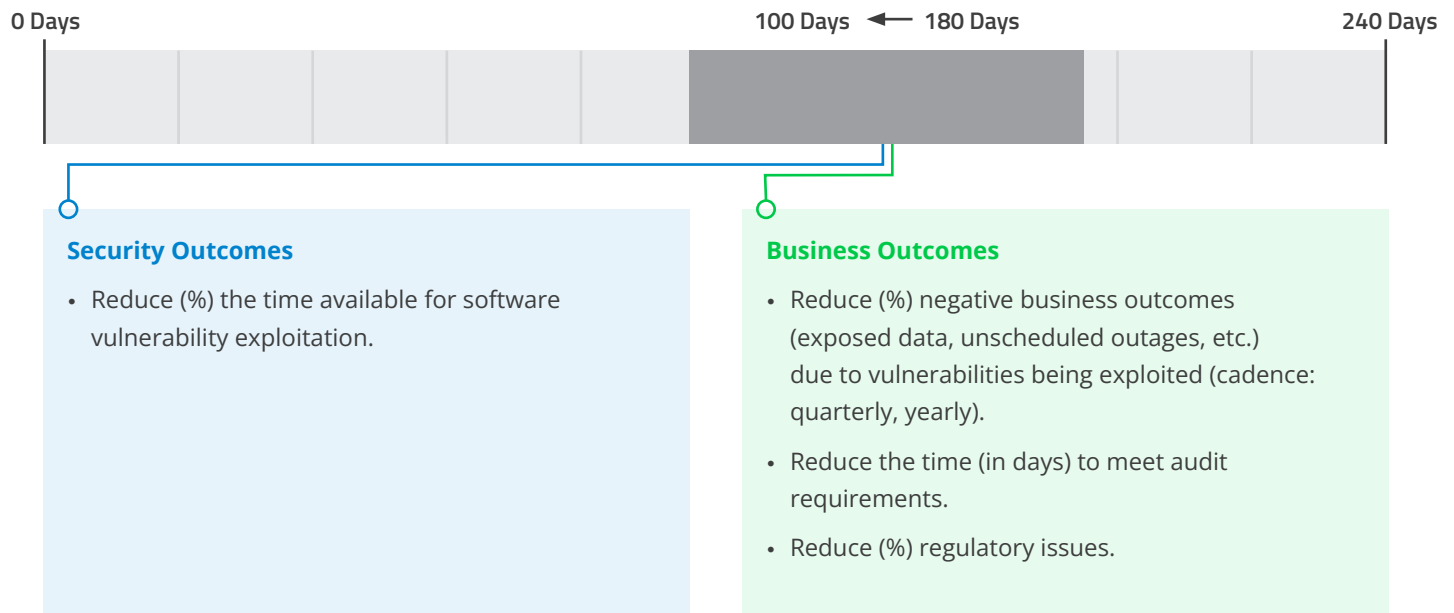 0 Days 100 Days 180 Days 240 Days
Security Outcomes
• Reduce (%) the time available for software
vulnerability exploitation.
Business Outcomes
• Reduce (%) negative business outcomes
(exposed data, unscheduled outages, etc.)
due to vulnerabilities being exploited (cadence:
quarterly, yearly).
• Reduce the time (in days) to meet audit
requirements.
• Reduce (%) regulatory issues.